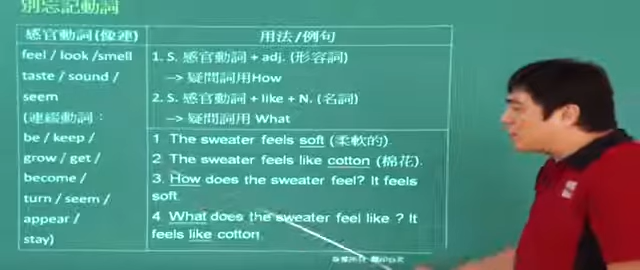 別忘記動詞
感官動詞(像連)
feel / look /smell
taste / sound /
seem
(連綴動詞：
be / keep /
grow / get /
become /
turn / seem /
appear /
stay)
用法 /例句
1. S. 感官動詞 + adj. (形容詞)
—> 疑問詞用How
2. S. 感官動詞 + like + N. (名詞)
—> 疑問詞用 What
1 The sweater feels soft (柔軟的).
2 The sweater feels like cotton (棉花).
3. How does the sweater feel? It feels
soft.
4 What does the sweater feel like ? It
feels like cotton.